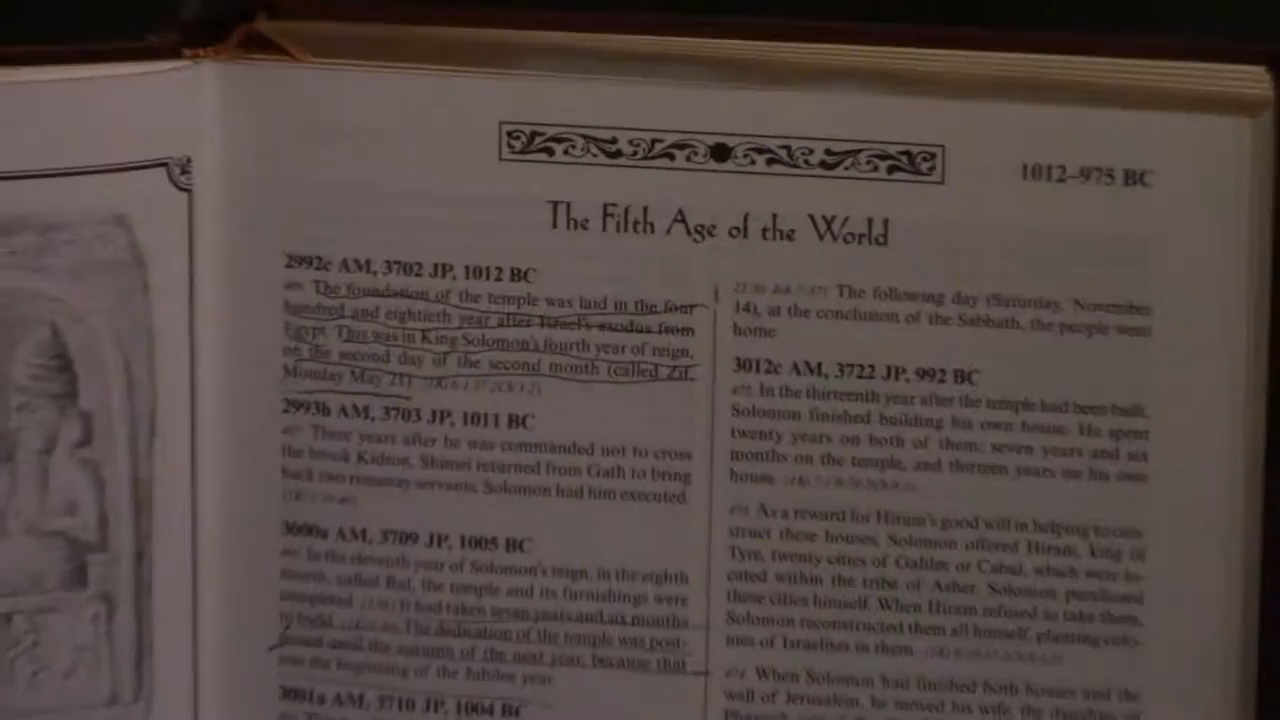 1012–975 BC
The Fifth Age of the World
2992c AM, 3702 JP, 1012 BC
The foundation of the temple was laid in the four
hundred and eightieth year after Israel's exodus from
Egypt. This was in King Solomon's fourth year of reign,
on the second day of the second month (called Zif,
Monday May 21)
2993b AM, 3703 JP, 1011 BC
Three years after he was commanded not to cross
the brook Kidron, Shimei returned from Gath to bring
back two runaway servants. Solomon had him executed.
3000a AM, 3709 JP, 1005 BC
In the eleventh year of Solomon's reign, in the eighth
month, called Bul, the temple and its furnishings were
completed It had taken seven years and six months
to build. The dedication of the temple was post-
poned until the autumn of the next year, because that
was the beginning of the Jubilee year.
3001a AM, 3710 JP, 1004 BC
The following day (Saturday, November
14), at the conclusion of the Sabbath, the people went
home
3012c AM, 3722 JP, 992 BC
In the thirteenth year after the temple had been built,
Solomon finished building his own house. He spent
twenty years on both of them: seven years and six
months on the temple, and thirteen years on his own
house.
As a reward for Hiram's good will in helping to con-
struct these houses, Solomon offered Hiram, king of
Tyre, twenty cities of Galilee or Cabul, which were lo-
cated within the tribe of Asher. Solomon purchased
these cities himself. When Hiram refused to take them,
Solomon reconstructed them all himself, planting colo-
nies of Israelites in them.
When Solomon had finished both houses and the
wall of Jerusalem, he moved his wife, the daughter of